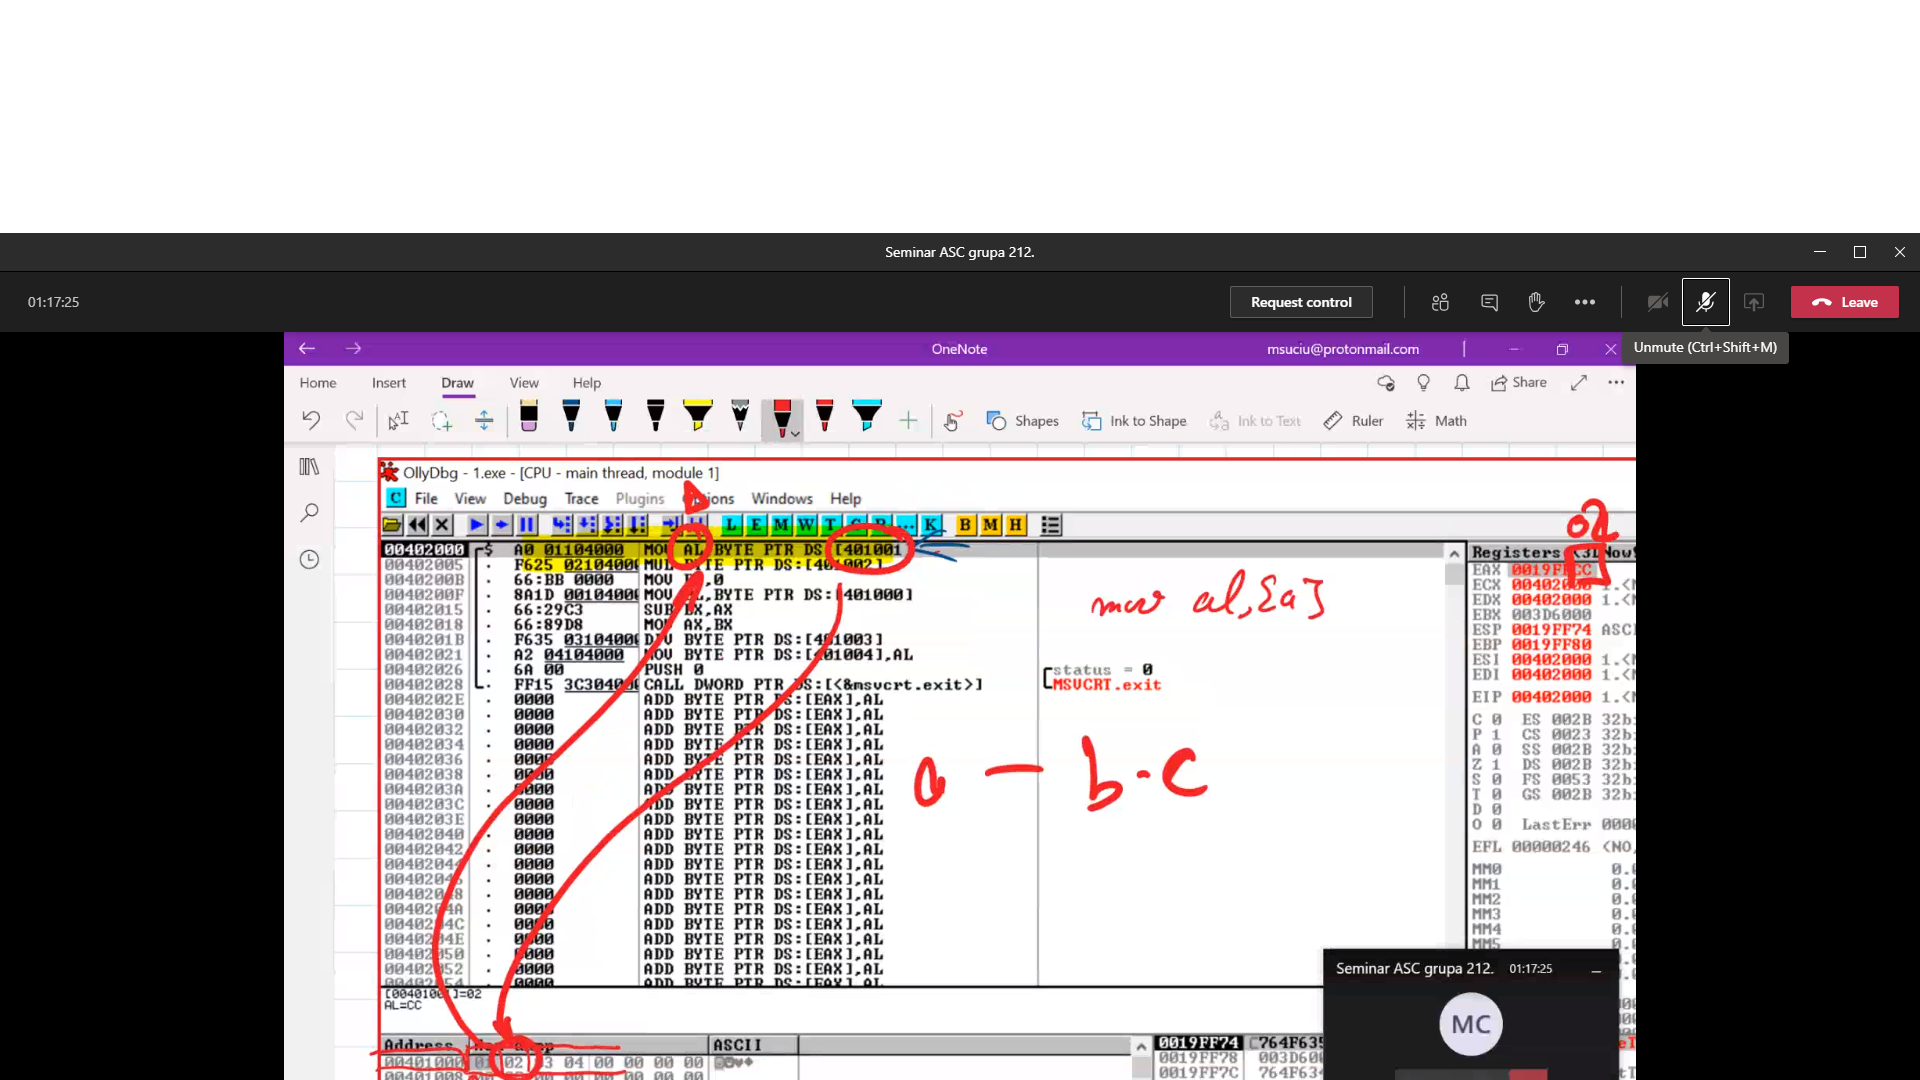 Seminar ASC grupa 212.
01:17:25
Request control
Leave
OneNote
msuciu@protonmail.com
Unmute (Ctrl+Shift+M)
Home Insert Draw View Help
Share
Shapes Ink to Shape Ink to Text Ruler Math
OllyDbg - 1.exe - [CPU - main thread, module 1]
C File View Debug Trace Plugins Windows Help
L E M W T K B M H
02
00402000 $ A0 01104000 MOV AL BYTE PTR DS [401001
00402005 . F625 02104000 MUL BYTE PTR DS:[401002]
0040200B . 66:BB 0000 MOV ,0
0040200F . 8A1D 00104000 MOV L,BYTE PTR DS:[401000]
00402015 . 66:29C3 SUB BX,AX
00402018 . 66:89D8 MOV AX,BX
0040201B . F635 03104000 DIV BYTE PTR DS:[401003]
00402021 . A2 04104000 MOV BYTE PTR DS:[401004],AL
00402026 . 6A 00 PUSH 0
00402028 . FF15 3C304000 CALL DWORD PTR DS:[<&msvcrt.exit>]
0040202E . 0000 ADD BYTE PTR DS:[EAX],AL
00402030 . 0000 ADD BYTE PTR DS:[EAX],AL
00402032 . 0000 ADD BYTE PTR DS:[EAX],AL
00402034 . 0000 ADD BYTE PTR DS:[EAX],AL
00402036 . 0000 ADD BYTE PTR DS:[EAX],AL
00402038 . 0000 ADD BYTE PTR DS:[EAX],AL
0040203A . 0000 ADD BYTE PTR DS:[EAX],AL
0040203C . 0000 ADD BYTE PTR DS:[EAX],AL
0040203E . 0000 ADD BYTE PTR DS:[EAX],AL
00402040 . 0000 ADD BYTE PTR DS:[EAX],AL
00402042 . 0000 ADD BYTE PTR DS:[EAX],AL
00402044 . 0000 ADD BYTE PTR DS:[EAX],AL
00402046 . 0000 ADD BYTE PTR DS:[EAX],AL
00402048 . 0000 ADD BYTE PTR DS:[EAX],AL
0040204A . 0000 ADD BYTE PTR DS:[EAX],AL
0040204C . 0000 ADD BYTE PTR DS:[EAX],AL
0040204E . 0000 ADD BYTE PTR DS:[EAX],AL
00402050 . 0000 ADD BYTE PTR DS:[EAX],AL
00402052 . 0000 ADD BYTE PTR DS:[EAX],AL
00402054 . 0000 ADD BYTE PTR DS:[EAX],AL
status = 0
MSVCRT.exit
mov al,[a]
a - b·c
Registers
EAX 0019FFCC
ECX 00402000 1.<
EDX 00402000 1.<
EBX 003D6000
ESP 0019FF74 ASCI
EBP 0019FF80
ESI 00402000 1.<
EDI 00402000 1.<
EIP 00402000 1.<
C 0 ES 002B 32b
P 1 CS 0023 32b
A 0 SS 002B 32b
Z 1 DS 002B 32b
S 0 FS 0053 32b
T 0 GS 002B 32b
D 0
O 0 LastErr 0000
EFL 00000246 (NO,
MM0 0.
MM1 0.
MM2 0.
MM3 0.
MM4 0.
MM5 0.
[00401001]=02
AL=CC
Address ASCII
00401000 02 04 00 00 00 00
00401008
0019FF74 764F635
0019FF78 003D600
0019FF7C 764F634
Seminar ASC grupa 212. 01:17:25
MC